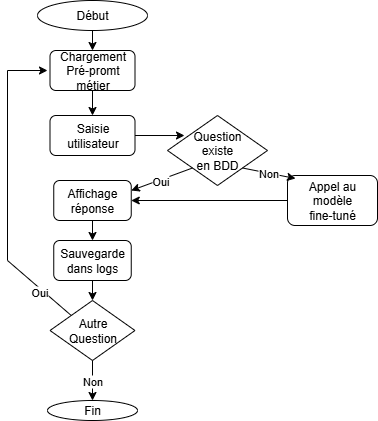 Début
Chargement
Pré-promt
métier
Saisie
utilisateur
Question
existe
en BDD
Oui
Non
Affichage
réponse
Appel au
modèle
fine-tuné
Sauvegarde
dans logs
Oui
Autre
Question
Non
Fin